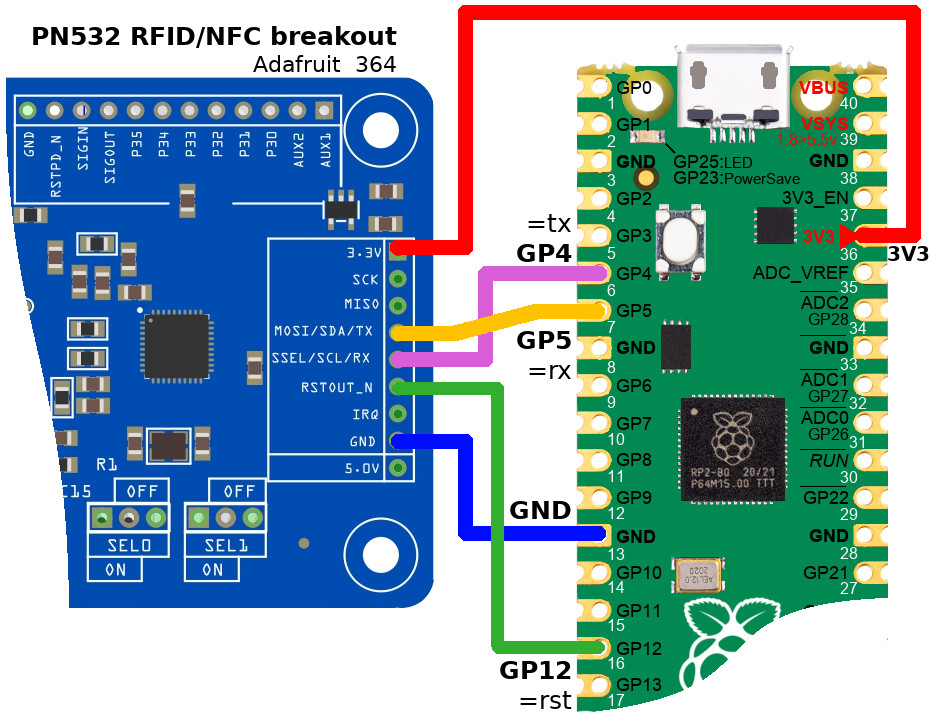 PN532 RFID/NFC breakout
Adafruit 364
GND
RSTPD_N
SIGIN
SIGOUT
P35
P34
P33
P32
P31
P30
AUX2
AUX1
3.3V
SCK
MISO
MOSI/SDA/TX
SSEL/SCL/RX
RSTOUT_N
IRQ
GND
5.0V
R1
C15
OFF
SEL0
ON
OFF
SEL1
ON
=tx
GP4
GP5
=rx
GND
GP12
=rst
3V3
GP0
1
GP1
2
GND
3
GP2
4
GP3
5
GP4
6
GP5
7
GND
8
GP6
9
GP7
10
GP8
11
GP9
12
GND
13
GP10
14
GP11
15
GP12
16
GP13
17
GP25:LED
GP23:PowerSave
RP2-B0 20/21
P64M15.00 TTT
AEL12.0
2020
VBUS
40
VSYS
1.8>5.5v
39
GND
38
3V3_EN
37
3V3
36
ADC_VREF
35
ADC2
GP28
34
GND
33
ADC1
GP27
32
ADC0
GP26
31
RUN
30
GP22
29
GND
28
GP21
27